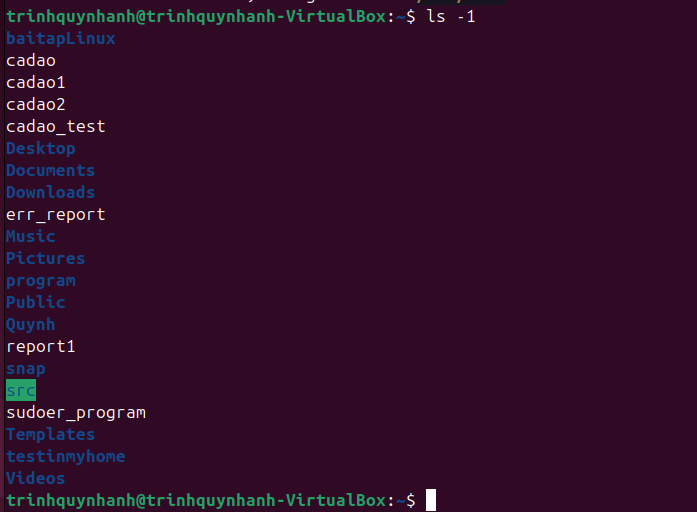 trinhquynhanh@trinhquynhanh-VirtualBox:~$ ls -1
baitapLinux
cadao
cadao1
cadao2
cadao_test
Desktop
Documents
Downloads
err_report
Music
Pictures
program
Public
Quynh
report1
snap
src
sudoer_program
Templates
testinmyhome
Videos
trinhquynhanh@trinhquynhanh-VirtualBox:~$